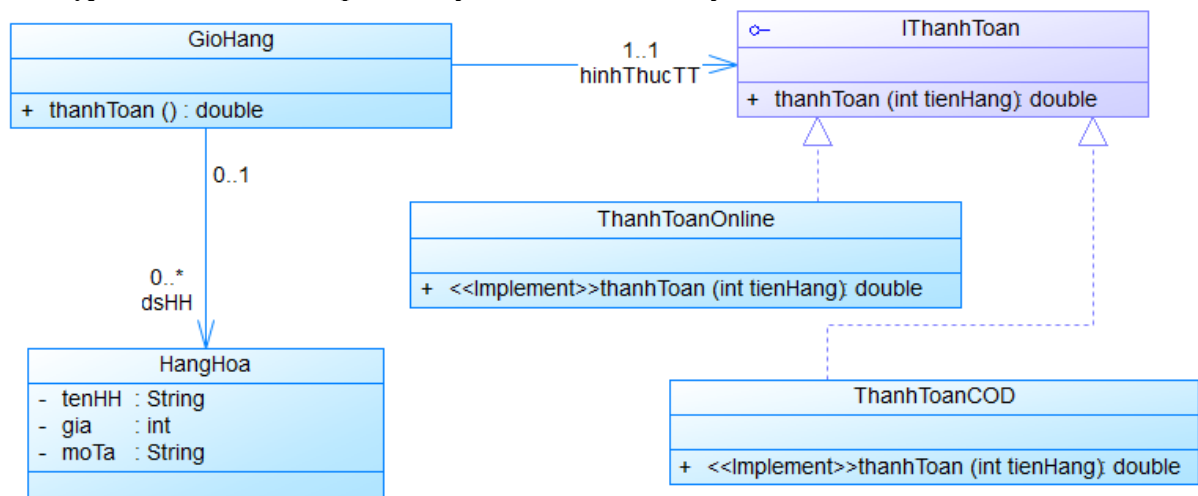 GioHang
+ thanhToan () : double
1..1
hinhThucTT
IThanhToan
+ thanhToan (int tienHang): double
0..1
0..*
dsHH
ThanhToanOnline
+ <<Implement>>thanhToan (int tienHang): double
HangHoa
- tenHH : String
- gia : int
- moTa : String
ThanhToanCOD
+ <<Implement>>thanhToan (int tienHang): double